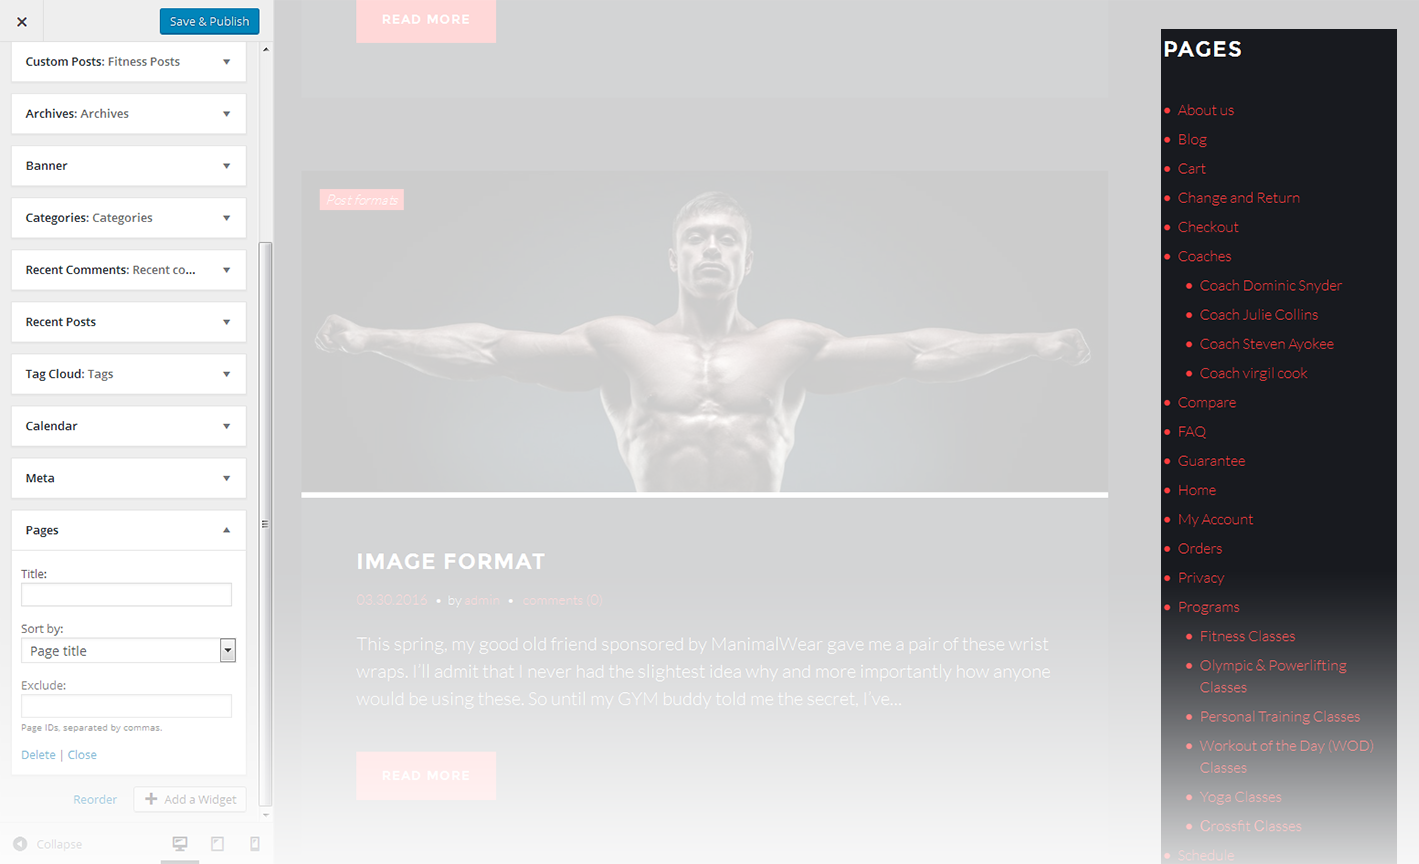 Save & Publish
Custom Posts: Fitness Posts
Archives: Archives
Banner
Categories: Categories
Recent Comments: Recent co...
Recent Posts
Tag Cloud: Tags
Calendar
Meta
Pages
Title:
Sort by:
Page title
Exclude:
Page IDs, separated by commas.
Delete | Close
Reorder
Add a Widget
Collapse
READ MORE
Post formats
IMAGE FORMAT
03.30.2016 • by admin • comments (0)
This spring, my good old friend sponsored by ManimalWear gave me a pair of these wrist
wraps. I'll admit that I never had the slightest idea why and more importantly how anyone
would be using these. So until my GYM buddy told me the secret, I've...
READ MORE
PAGES
About us
Blog
Cart
Change and Return
Checkout
Coaches
Coach Dominic Snyder
Coach Julie Collins
Coach Steven Ayokee
Coach virgil cook
Compare
FAQ
Guarantee
Home
My Account
Orders
Privacy
Programs
Fitness Classes
Olympic & Powerlifting
Classes
Personal Training Classes
Workout of the Day (WOD)
Classes
Yoga Classes
Crossfit Classes
Schedule